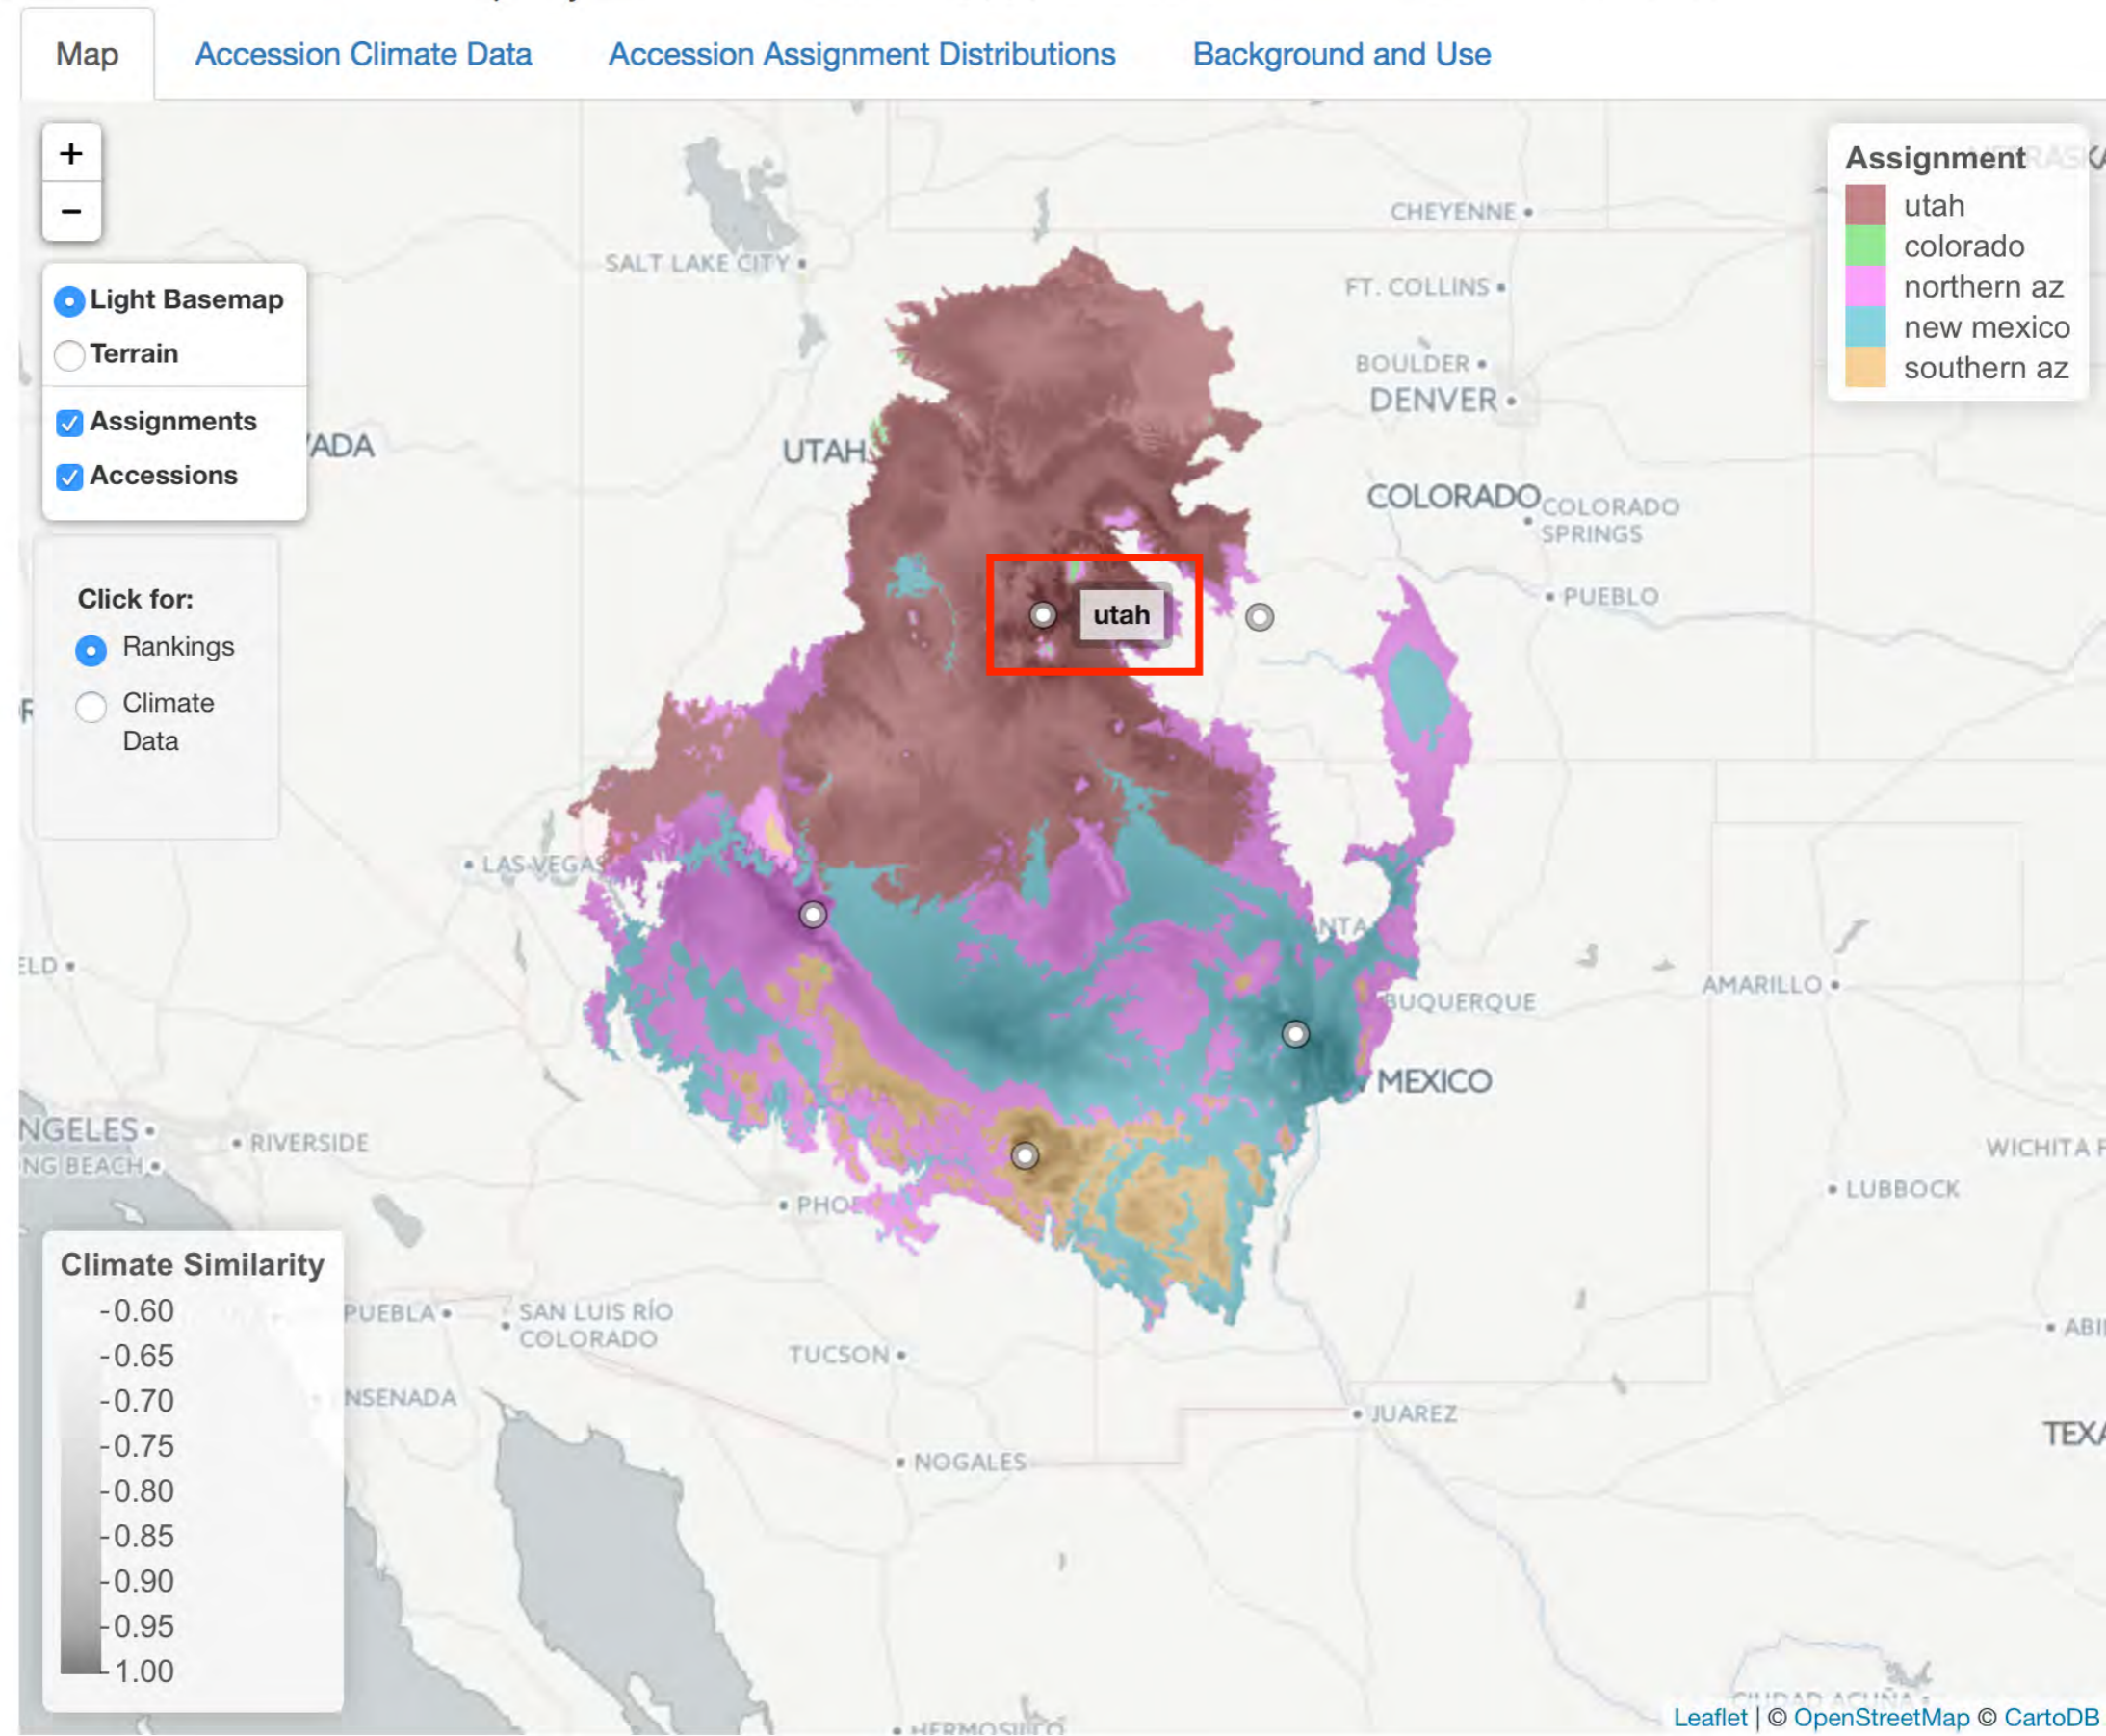 Map
Accession Climate Data
Accession Assignment Distributions
Background and Use
+
−
Light Basemap
Terrain
Assignments
Accessions
Click for:
Rankings
Climate
Data
Assignment
utah
colorado
northern az
new mexico
southern az
CHEYENNE
SALT LAKE CITY
FT. COLLINS
BOULDER
DENVER
UTAH
COLORADO
COLORADO
SPRINGS
PUEBLO
utah
LAS VEGAS
AMARILLO
BUQUERQUE
MEXICO
NGELES
NG BEACH
RIVERSIDE
WICHITA F
LUBBOCK
PHOE
Climate Similarity
-0.60
-0.65
-0.70
-0.75
-0.80
-0.85
-0.90
-0.95
-1.00
PUEBLA
SAN LUIS RÍO
COLORADO
TUCSON
NSENADA
JUAREZ
NOGALES
TEXA
ABI
CIUDAD ACUÑA
HERMOSILLO
Leaflet | © OpenStreetMap © CartoDB